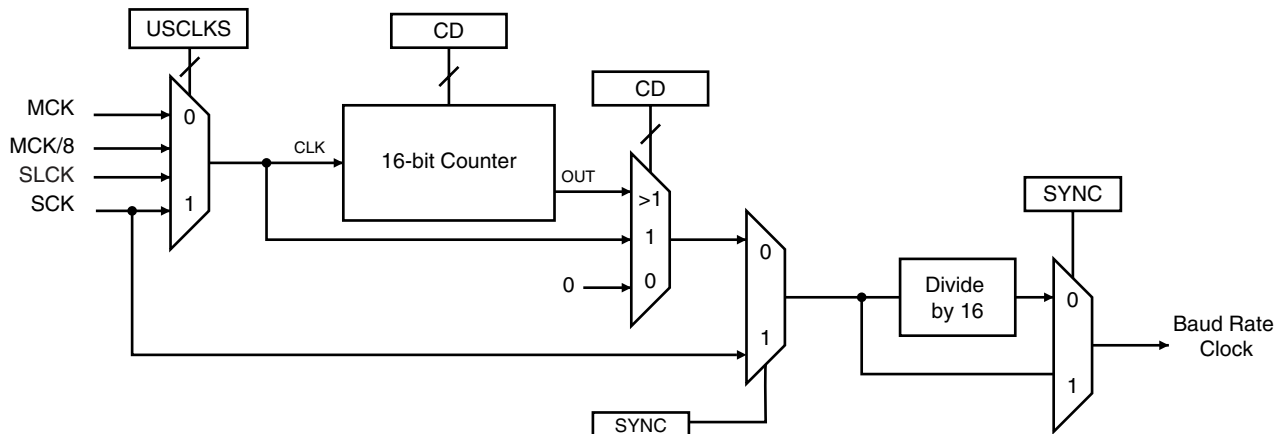 USCLKS
CD
CD
MCK
0
MCK/8
CLK
16-bit Counter
SLCK
OUT
SCK
1
>1
SYNC
1
0
0
0
Divide
by 16
0
1
Baud Rate
Clock
1
SYNC